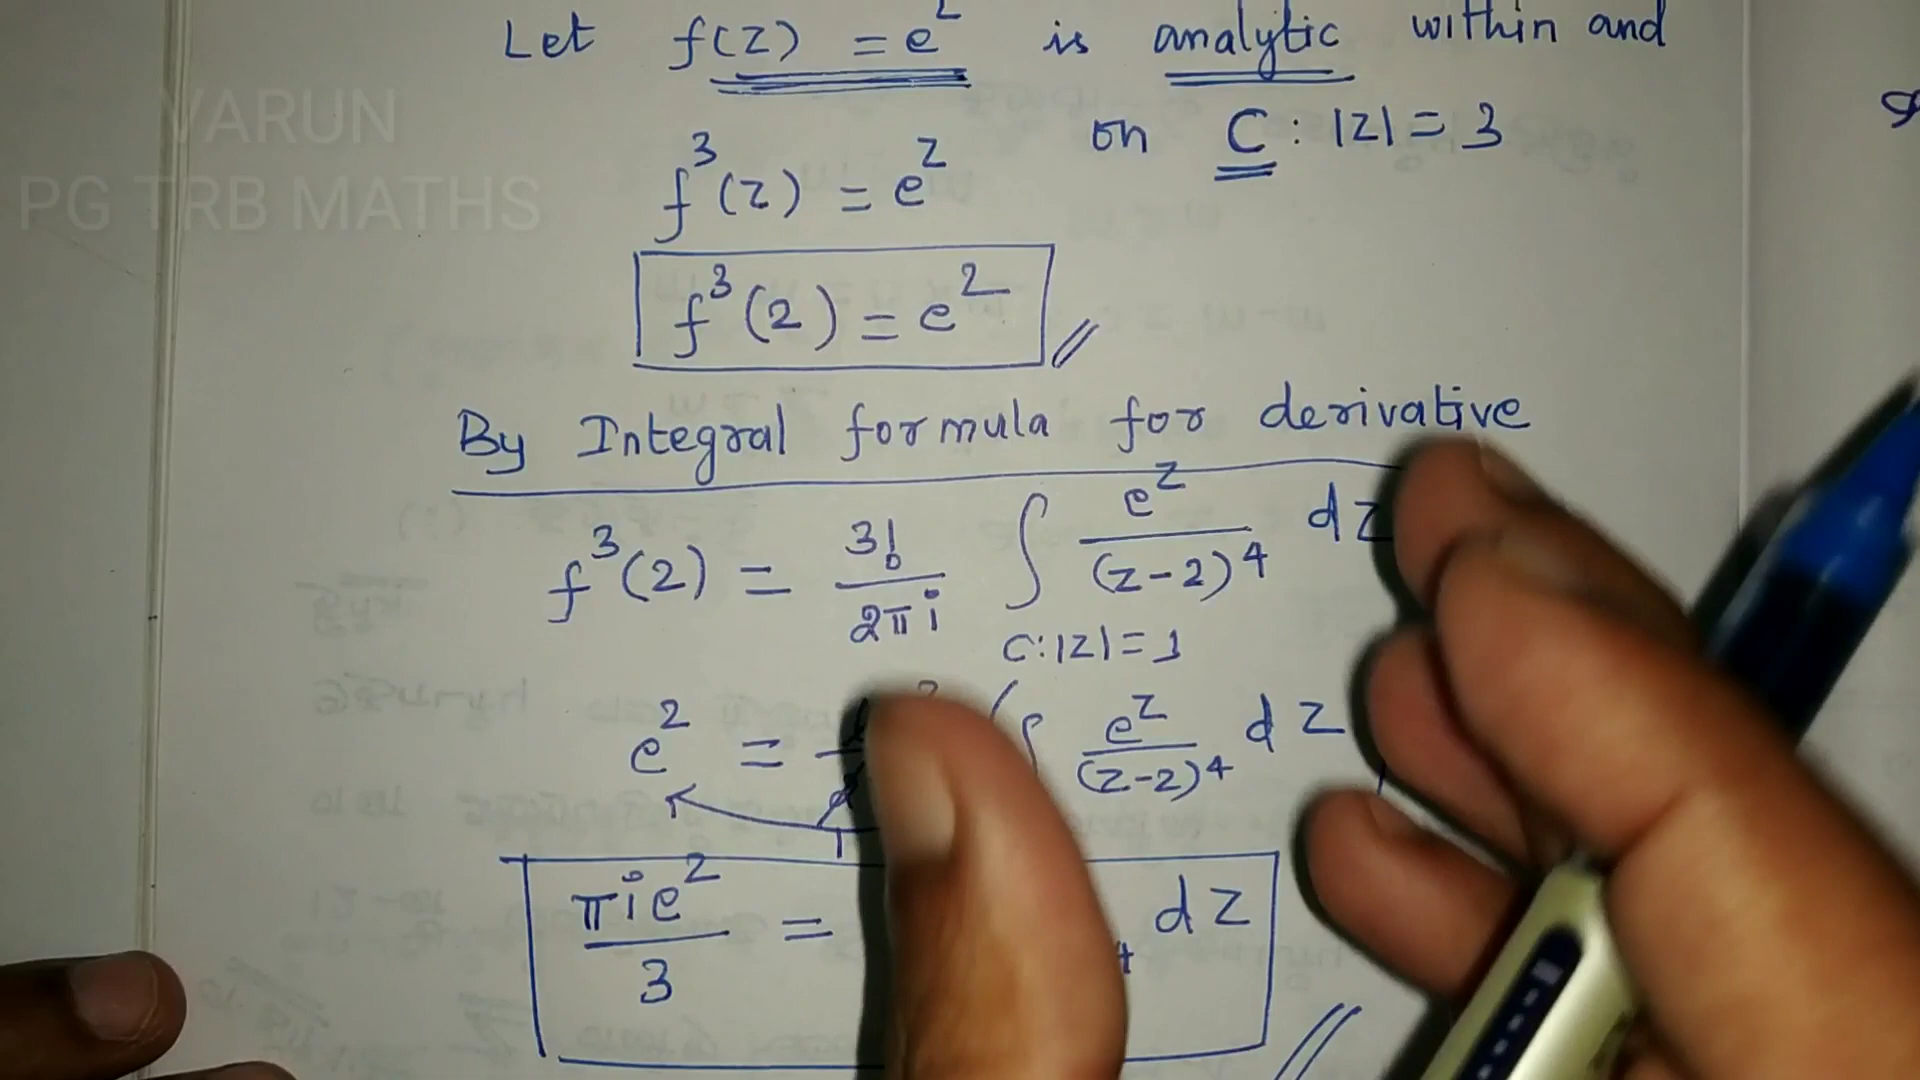 Let f(z) = e^z is analytic within and
on C : |z| = 3
VARUN
PG TRB MATHS
f^3(z) = e^z
f^3(2) = e^2
By Integral formula for derivative
f^3(2) = 3!/2πi ∫ e^z/(z-2)^4 dz
C:|z|=3
e^2 = ∫ e^z/(z-2)^4 dz
πie^2/3 = dz